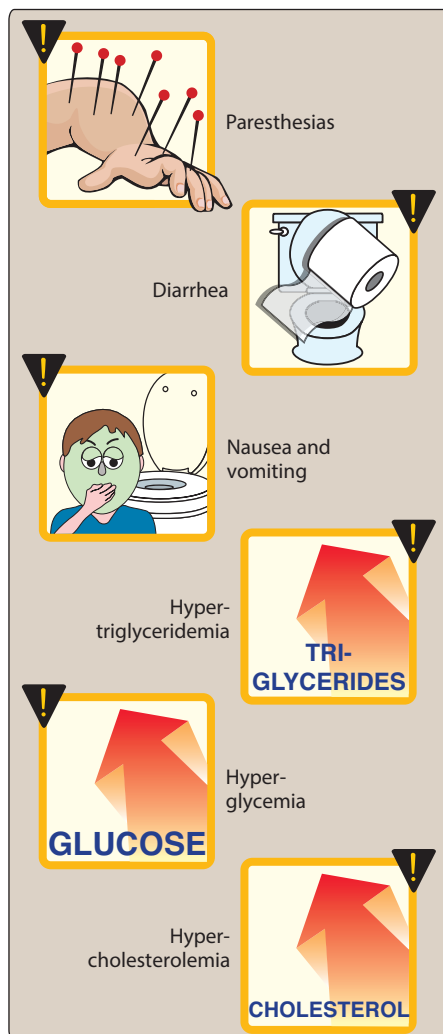 !
Paresthesias
!
Diarrhea
!
Nausea and
vomiting
!
Hyper-
triglyceridemia
TRI-
GLYCERIDES
!
GLUCOSE
Hyper-
glycemia
!
Hyper-
cholesterolemia
CHOLESTEROL